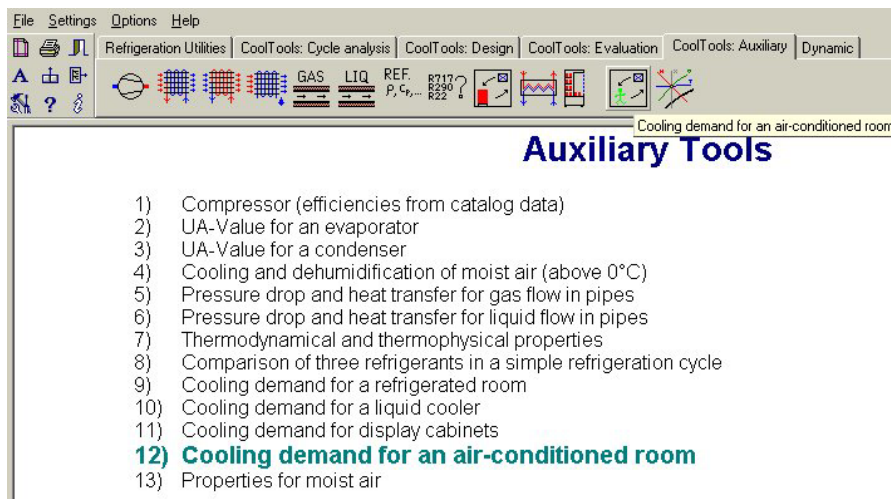 File Settings Options Help
Refrigeration Utilities CoolTools: Cycle analysis CoolTools: Design CoolTools: Evaluation CoolTools: Auxiliary Dynamic
A ? i GAS LIQ REF. ρ, cₚ,... R717 R290 R22 ?
Cooling demand for an air-conditioned room
Auxiliary Tools
1) Compressor (efficiencies from catalog data)
2) UA-Value for an evaporator
3) UA-Value for a condenser
4) Cooling and dehumidification of moist air (above 0°C)
5) Pressure drop and heat transfer for gas flow in pipes
6) Pressure drop and heat transfer for liquid flow in pipes
7) Thermodynamical and thermophysical properties
8) Comparison of three refrigerants in a simple refrigeration cycle
9) Cooling demand for a refrigerated room
10) Cooling demand for a liquid cooler
11) Cooling demand for display cabinets
12) Cooling demand for an air-conditioned room
13) Properties for moist air